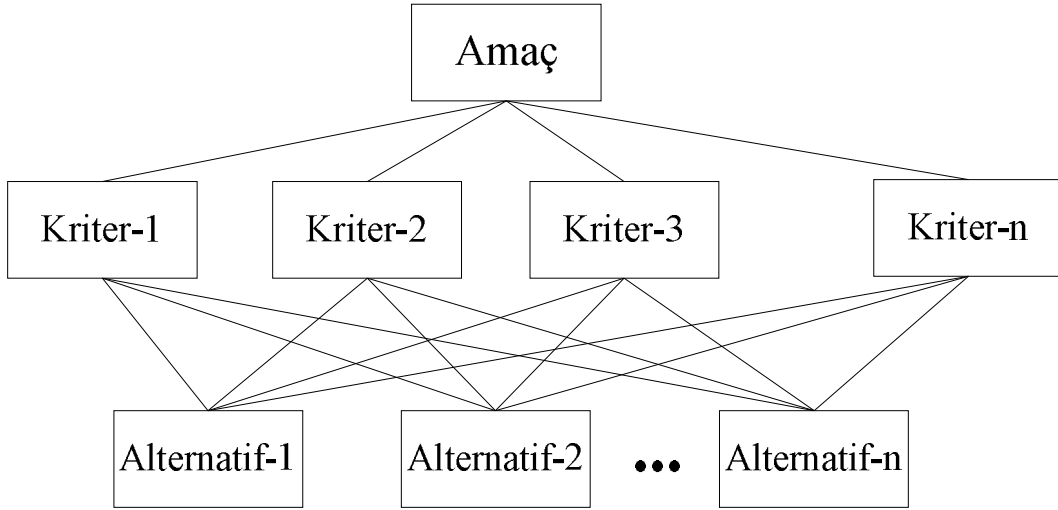 Amaç
Kriter-1
Kriter-2
Kriter-3
Kriter-n
Alternatif-1
Alternatif-2
•••
Alternatif-n